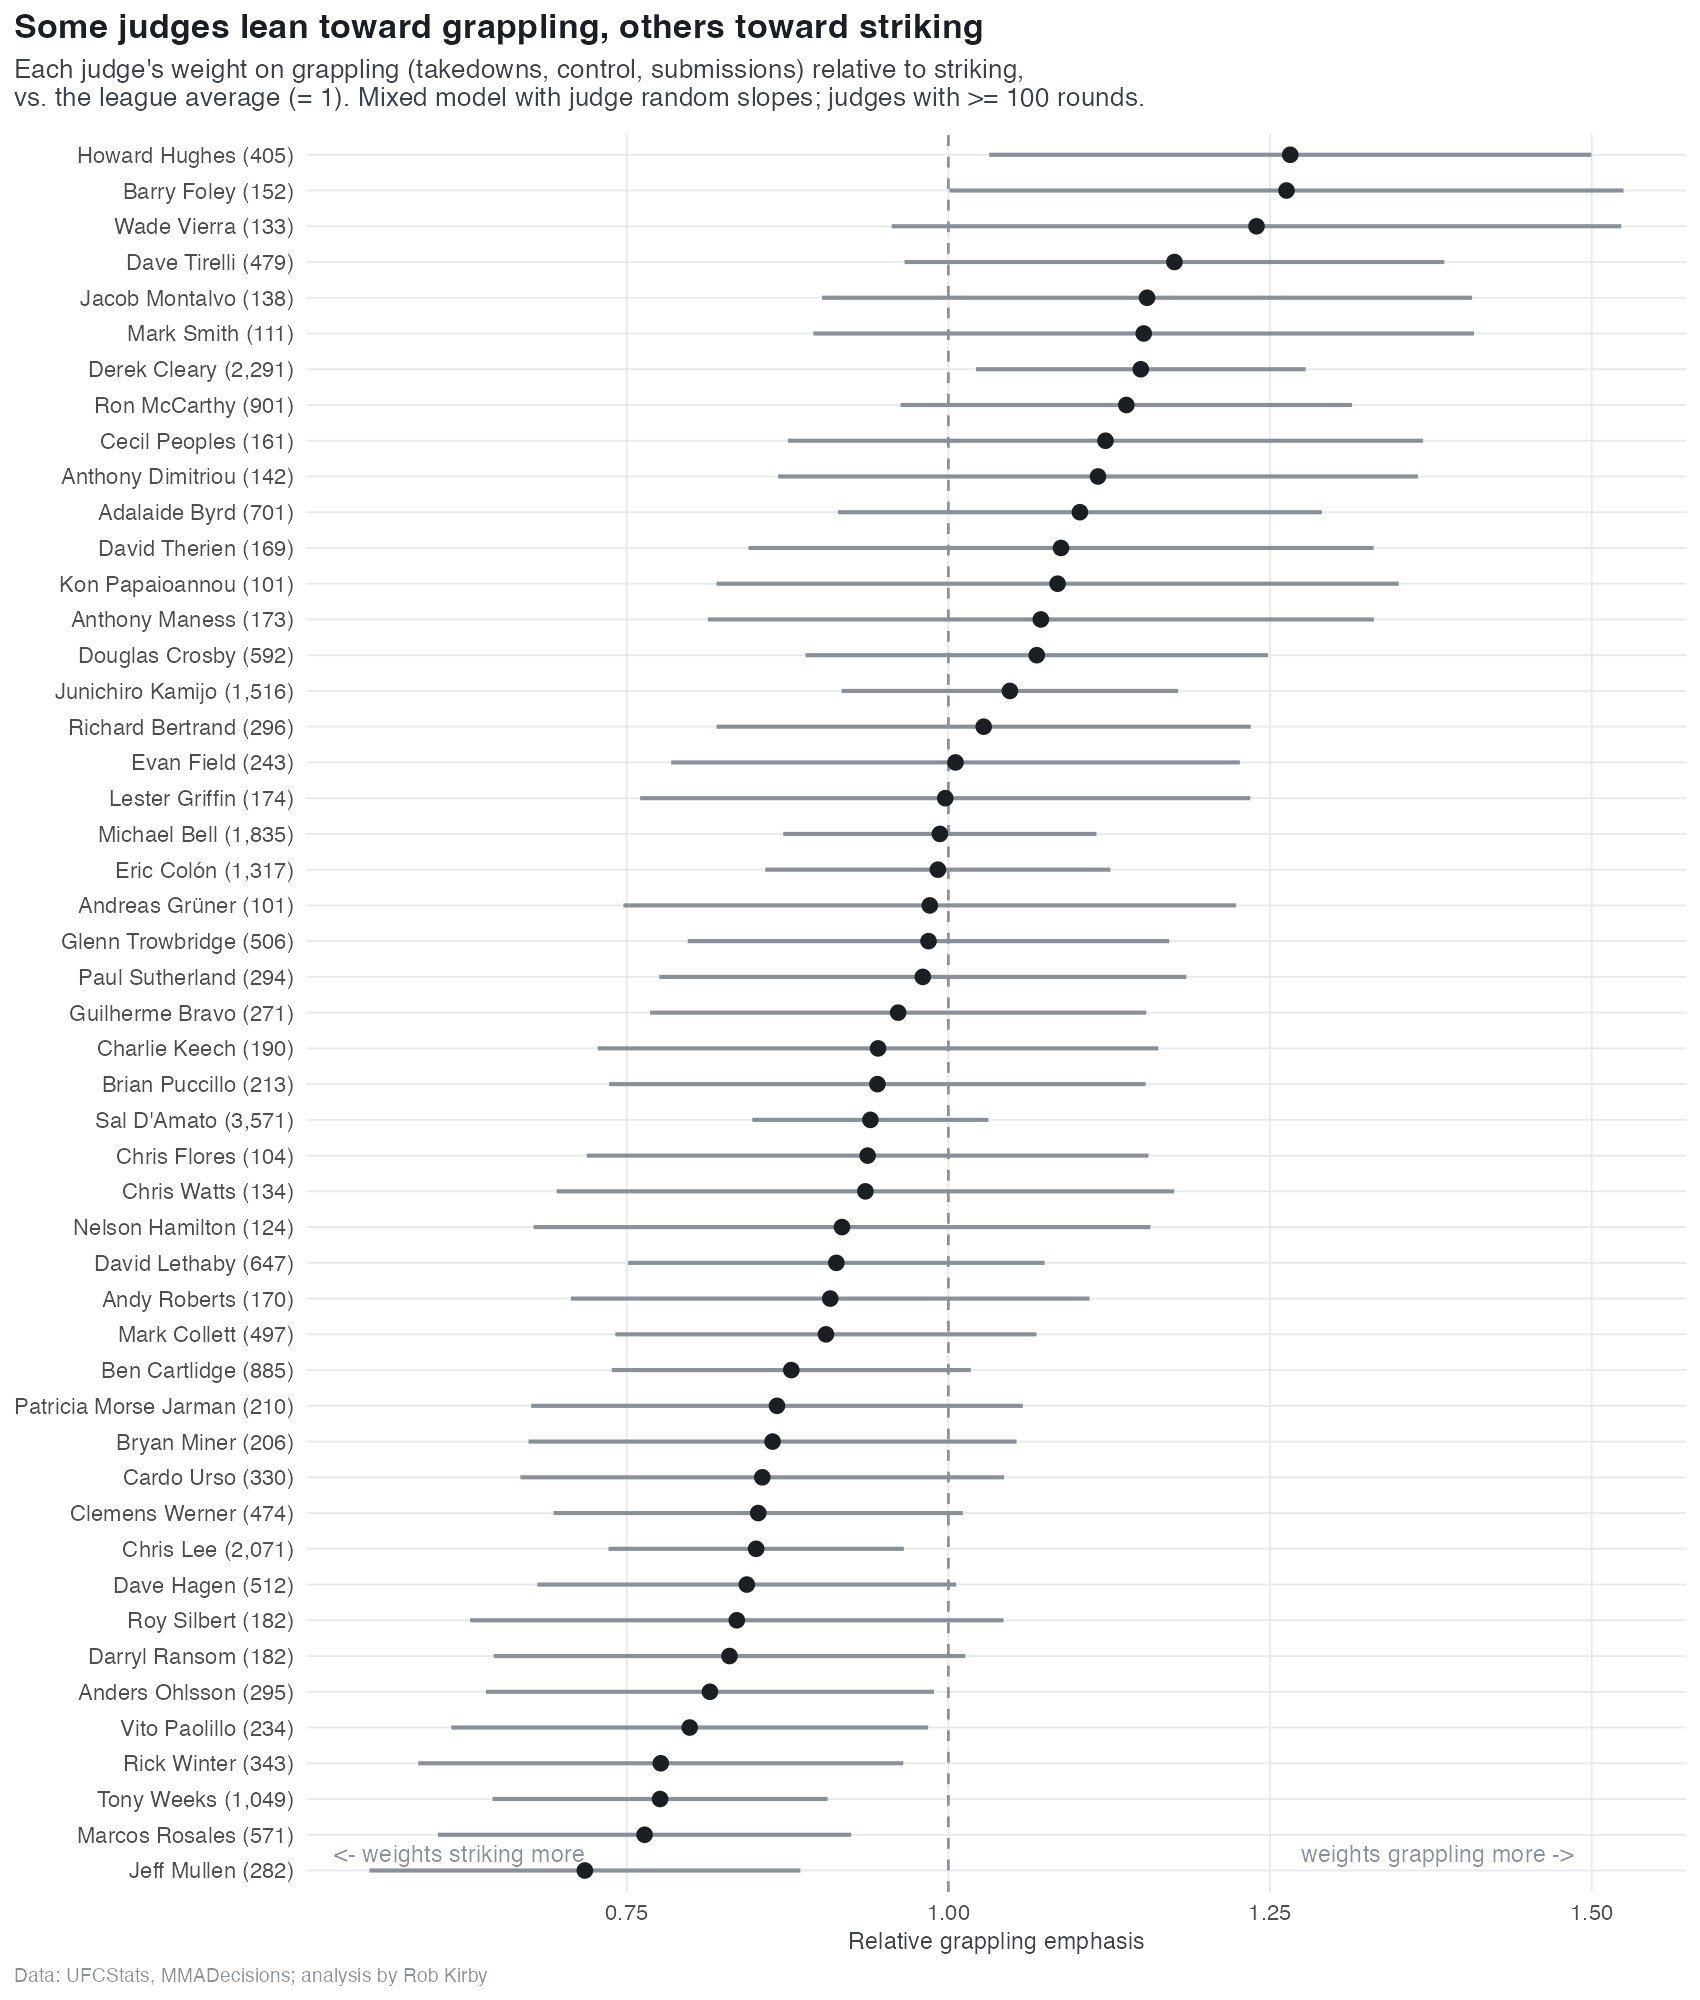 Some judges lean toward grappling, others toward striking
Each judge's weight on grappling (takedowns, control, submissions) relative to striking,
vs. the league average (= 1). Mixed model with judge random slopes; judges with >= 100 rounds.
Howard Hughes (405)
Barry Foley (152)
Wade Vierra (133)
Dave Tirelli (479)
Jacob Montalvo (138)
Mark Smith (111)
Derek Cleary (2,291)
Ron McCarthy (901)
Cecil Peoples (161)
Anthony Dimitriou (142)
Adalaide Byrd (701)
David Therien (169)
Kon Papaioannou (101)
Anthony Maness (173)
Douglas Crosby (592)
Junichiro Kamijo (1,516)
Richard Bertrand (296)
Evan Field (243)
Lester Griffin (174)
Michael Bell (1,835)
Eric Colón (1,317)
Andreas Grüner (101)
Glenn Trowbridge (506)
Paul Sutherland (294)
Guilherme Bravo (271)
Charlie Keech (190)
Brian Puccillo (213)
Sal D'Amato (3,571)
Chris Flores (104)
Chris Watts (134)
Nelson Hamilton (124)
David Lethaby (647)
Andy Roberts (170)
Mark Collett (497)
Ben Cartlidge (885)
Patricia Morse Jarman (210)
Bryan Miner (206)
Cardo Urso (330)
Clemens Werner (474)
Chris Lee (2,071)
Dave Hagen (512)
Roy Silbert (182)
Darryl Ransom (182)
Anders Ohlsson (295)
Vito Paolillo (234)
Rick Winter (343)
Tony Weeks (1,049)
Marcos Rosales (571)
<- weights striking more
weights grappling more ->
Jeff Mullen (282)
0.75
1.00
1.25
1.50
Relative grappling emphasis
Data: UFCStats, MMADecisions; analysis by Rob Kirby